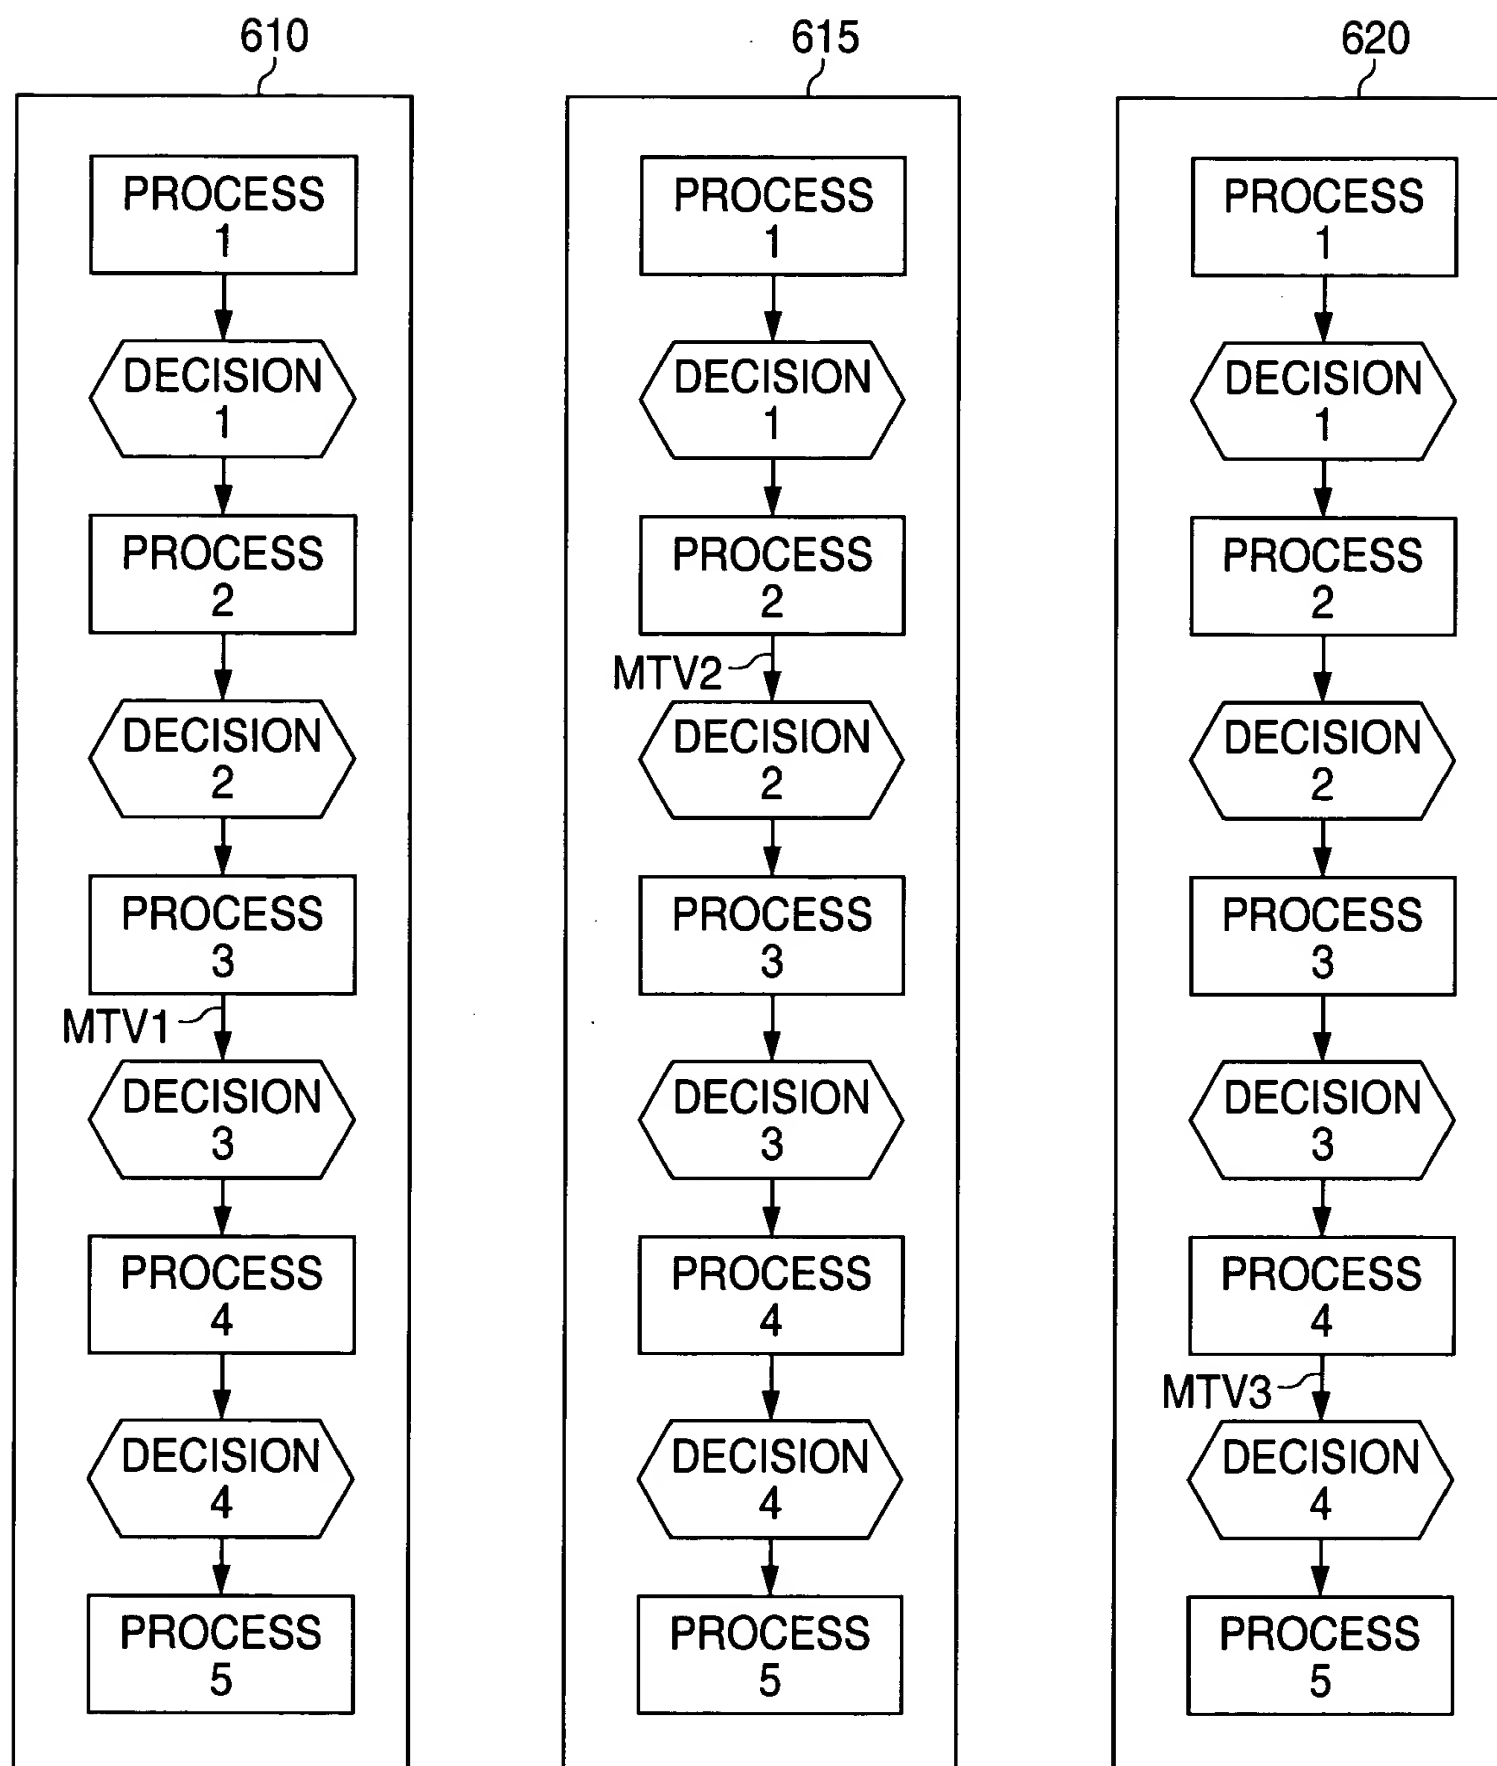 610
PROCESS
1
DECISION
1
PROCESS
2
DECISION
2
PROCESS
3
MTV1
DECISION
3
PROCESS
4
DECISION
4
PROCESS
5
615
PROCESS
1
DECISION
1
PROCESS
2
MTV2
DECISION
2
PROCESS
3
DECISION
3
PROCESS
4
DECISION
4
PROCESS
5
620
PROCESS
1
DECISION
1
PROCESS
2
DECISION
2
PROCESS
3
DECISION
3
PROCESS
4
MTV3
DECISION
4
PROCESS
5